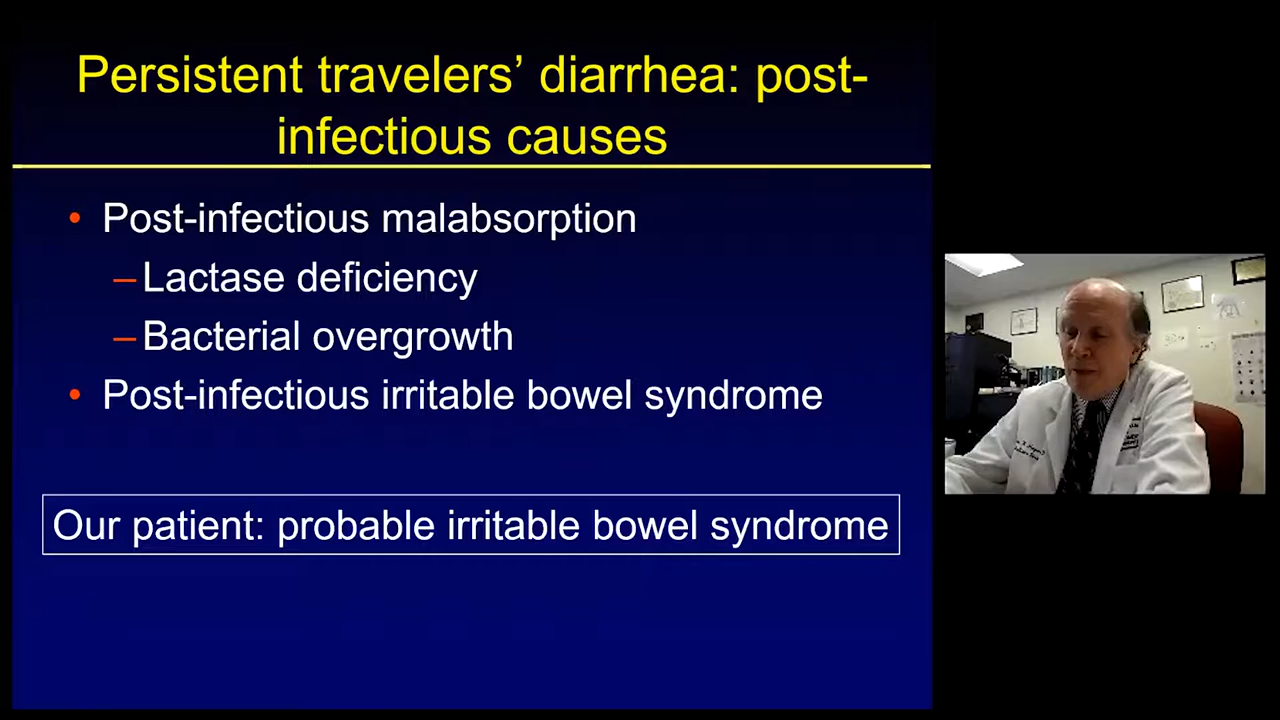 Persistent travelers’ diarrhea: post-
infectious causes
• Post-infectious malabsorption
– Lactase deficiency
– Bacterial overgrowth
• Post-infectious irritable bowel syndrome
Our patient: probable irritable bowel syndrome